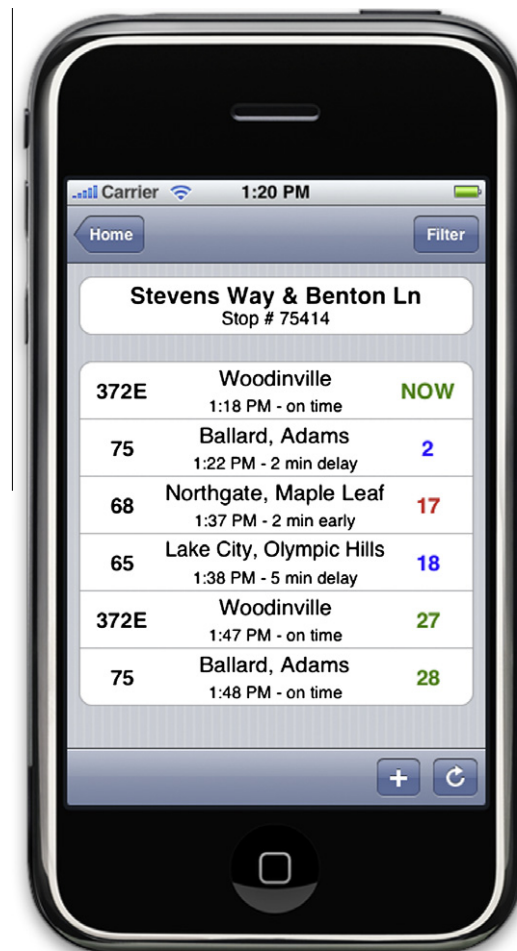 Carrier 1:20 PM
Home Filter
Stevens Way & Benton Ln
Stop # 75414
372E Woodinville NOW
1:18 PM - on time
75 Ballard, Adams 2
1:22 PM - 2 min delay
68 Northgate, Maple Leaf 17
1:37 PM - 2 min early
65 Lake City, Olympic Hills 18
1:38 PM - 5 min delay
372E Woodinville 27
1:47 PM - on time
75 Ballard, Adams 28
1:48 PM - on time